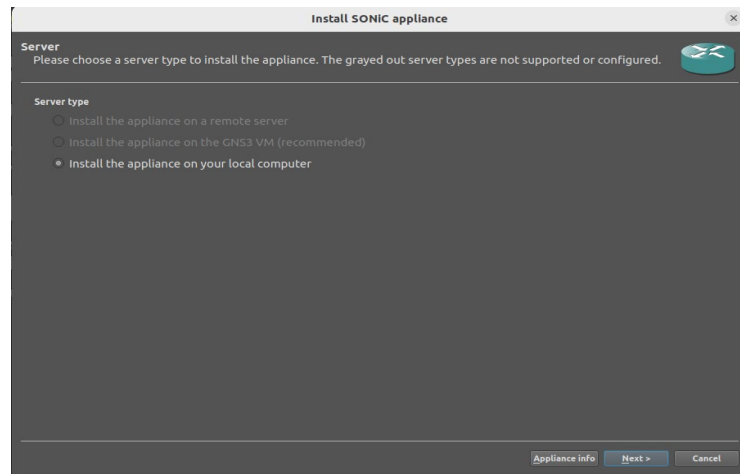 Install SONiC appliance
Server
Please choose a server type to install the appliance. The grayed out server types are not supported or configured.
Server type
Install the appliance on a remote server
Install the appliance on the GNS3 VM (recommended)
Install the appliance on your local computer
Appliance info Next > Cancel